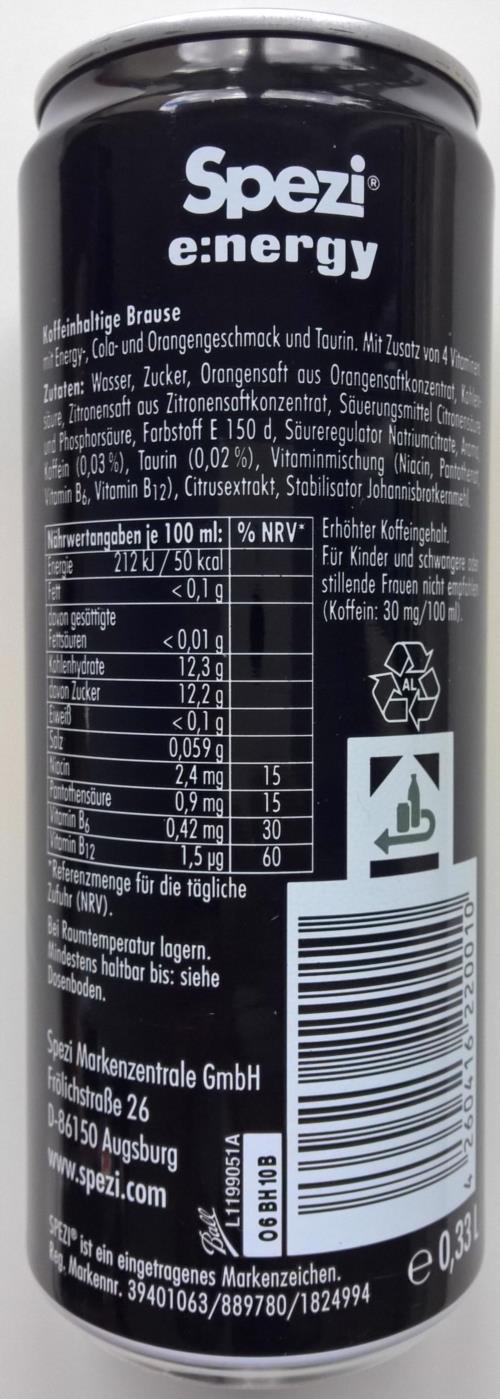 Spezi®
e:nergy
Koffeinhaltige Brause
mit Energy-, Cola- und Orangengeschmack und Taurin. Mit Zusatz von 4 Vitaminen
Zutaten: Wasser, Zucker, Orangensaft aus Orangensaftkonzentrat, Kohlen-
säure, Zitronensaft aus Zitronensaftkonzentrat, Säuerungsmittel Citronensäure
und Phosphorsäure, Farbstoff E 150 d, Säureregulator Natriumcitrate, Aroma,
Koffein (0,03 %), Taurin (0,02 %), Vitaminmischung (Niacin, Pantothensäure,
Vitamin B6, Vitamin B12), Citrusextrakt, Stabilisator Johannisbrotkernmehl.
Nährwertangaben je 100 ml: % NRV*
Energie 212 kJ / 50 kcal
Fett <0,1 g
davon gesättigte
Fettsäuren <0,01 g
Kohlenhydrate 12,3 g
davon Zucker 12,2 g
Eiweiß <0,1 g
Salz 0,059 g
Niacin 2,4 mg 15
Pantothensäure 0,9 mg 15
Vitamin B6 0,42 mg 30
Vitamin B12 1,5 µg 60
*Referenzmenge für die tägliche
Zufuhr (NRV).
Erhöhter Koffeingehalt.
Für Kinder und schwangere oder
stillende Frauen nicht empfohlen
(Koffein: 30 mg/100 ml).
AL
Bei Raumtemperatur lagern.
Mindestens haltbar bis: siehe
Dosenboden.
Spezi Markenzentrale GmbH
Frölichstraße 26
D-86150 Augsburg
www.spezi.com
Ball
L1199051A
06BH10B
4 260416 220010
SPEZI® ist ein eingetragenes Markenzeichen.
Reg. Markennr. 39401063/889780/1824994
e 0,33 L